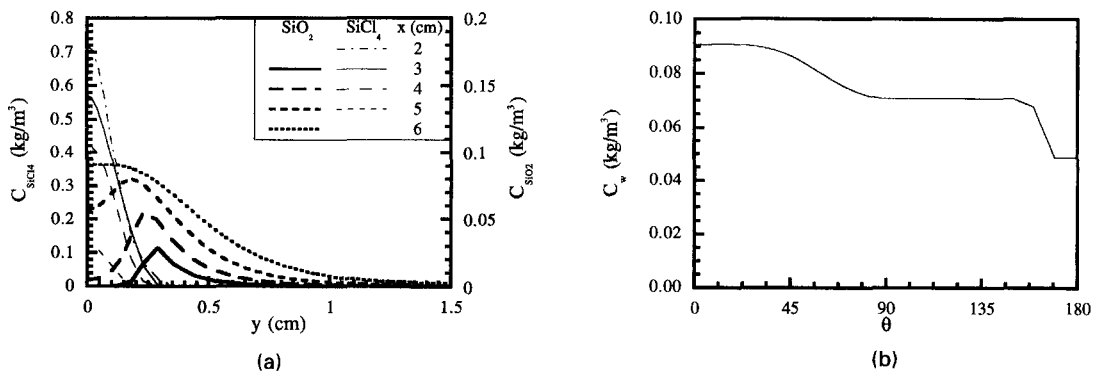 0.8
0.7
0.6
0.5
0.4
0.3
0.2
0.1
0
C_SiCl4 (kg/m³)
SiO₂ SiCl₄ x (cm)
2
3
4
5
6
0.2
0.15
0.1
0.05
0
C_SiO2 (kg/m³)
0 0.5 1 1.5
y (cm)
(a)
0.10
0.08
0.06
0.04
0.02
0.00
C_w (kg/m³)
0 45 90 135 180
θ
(b)